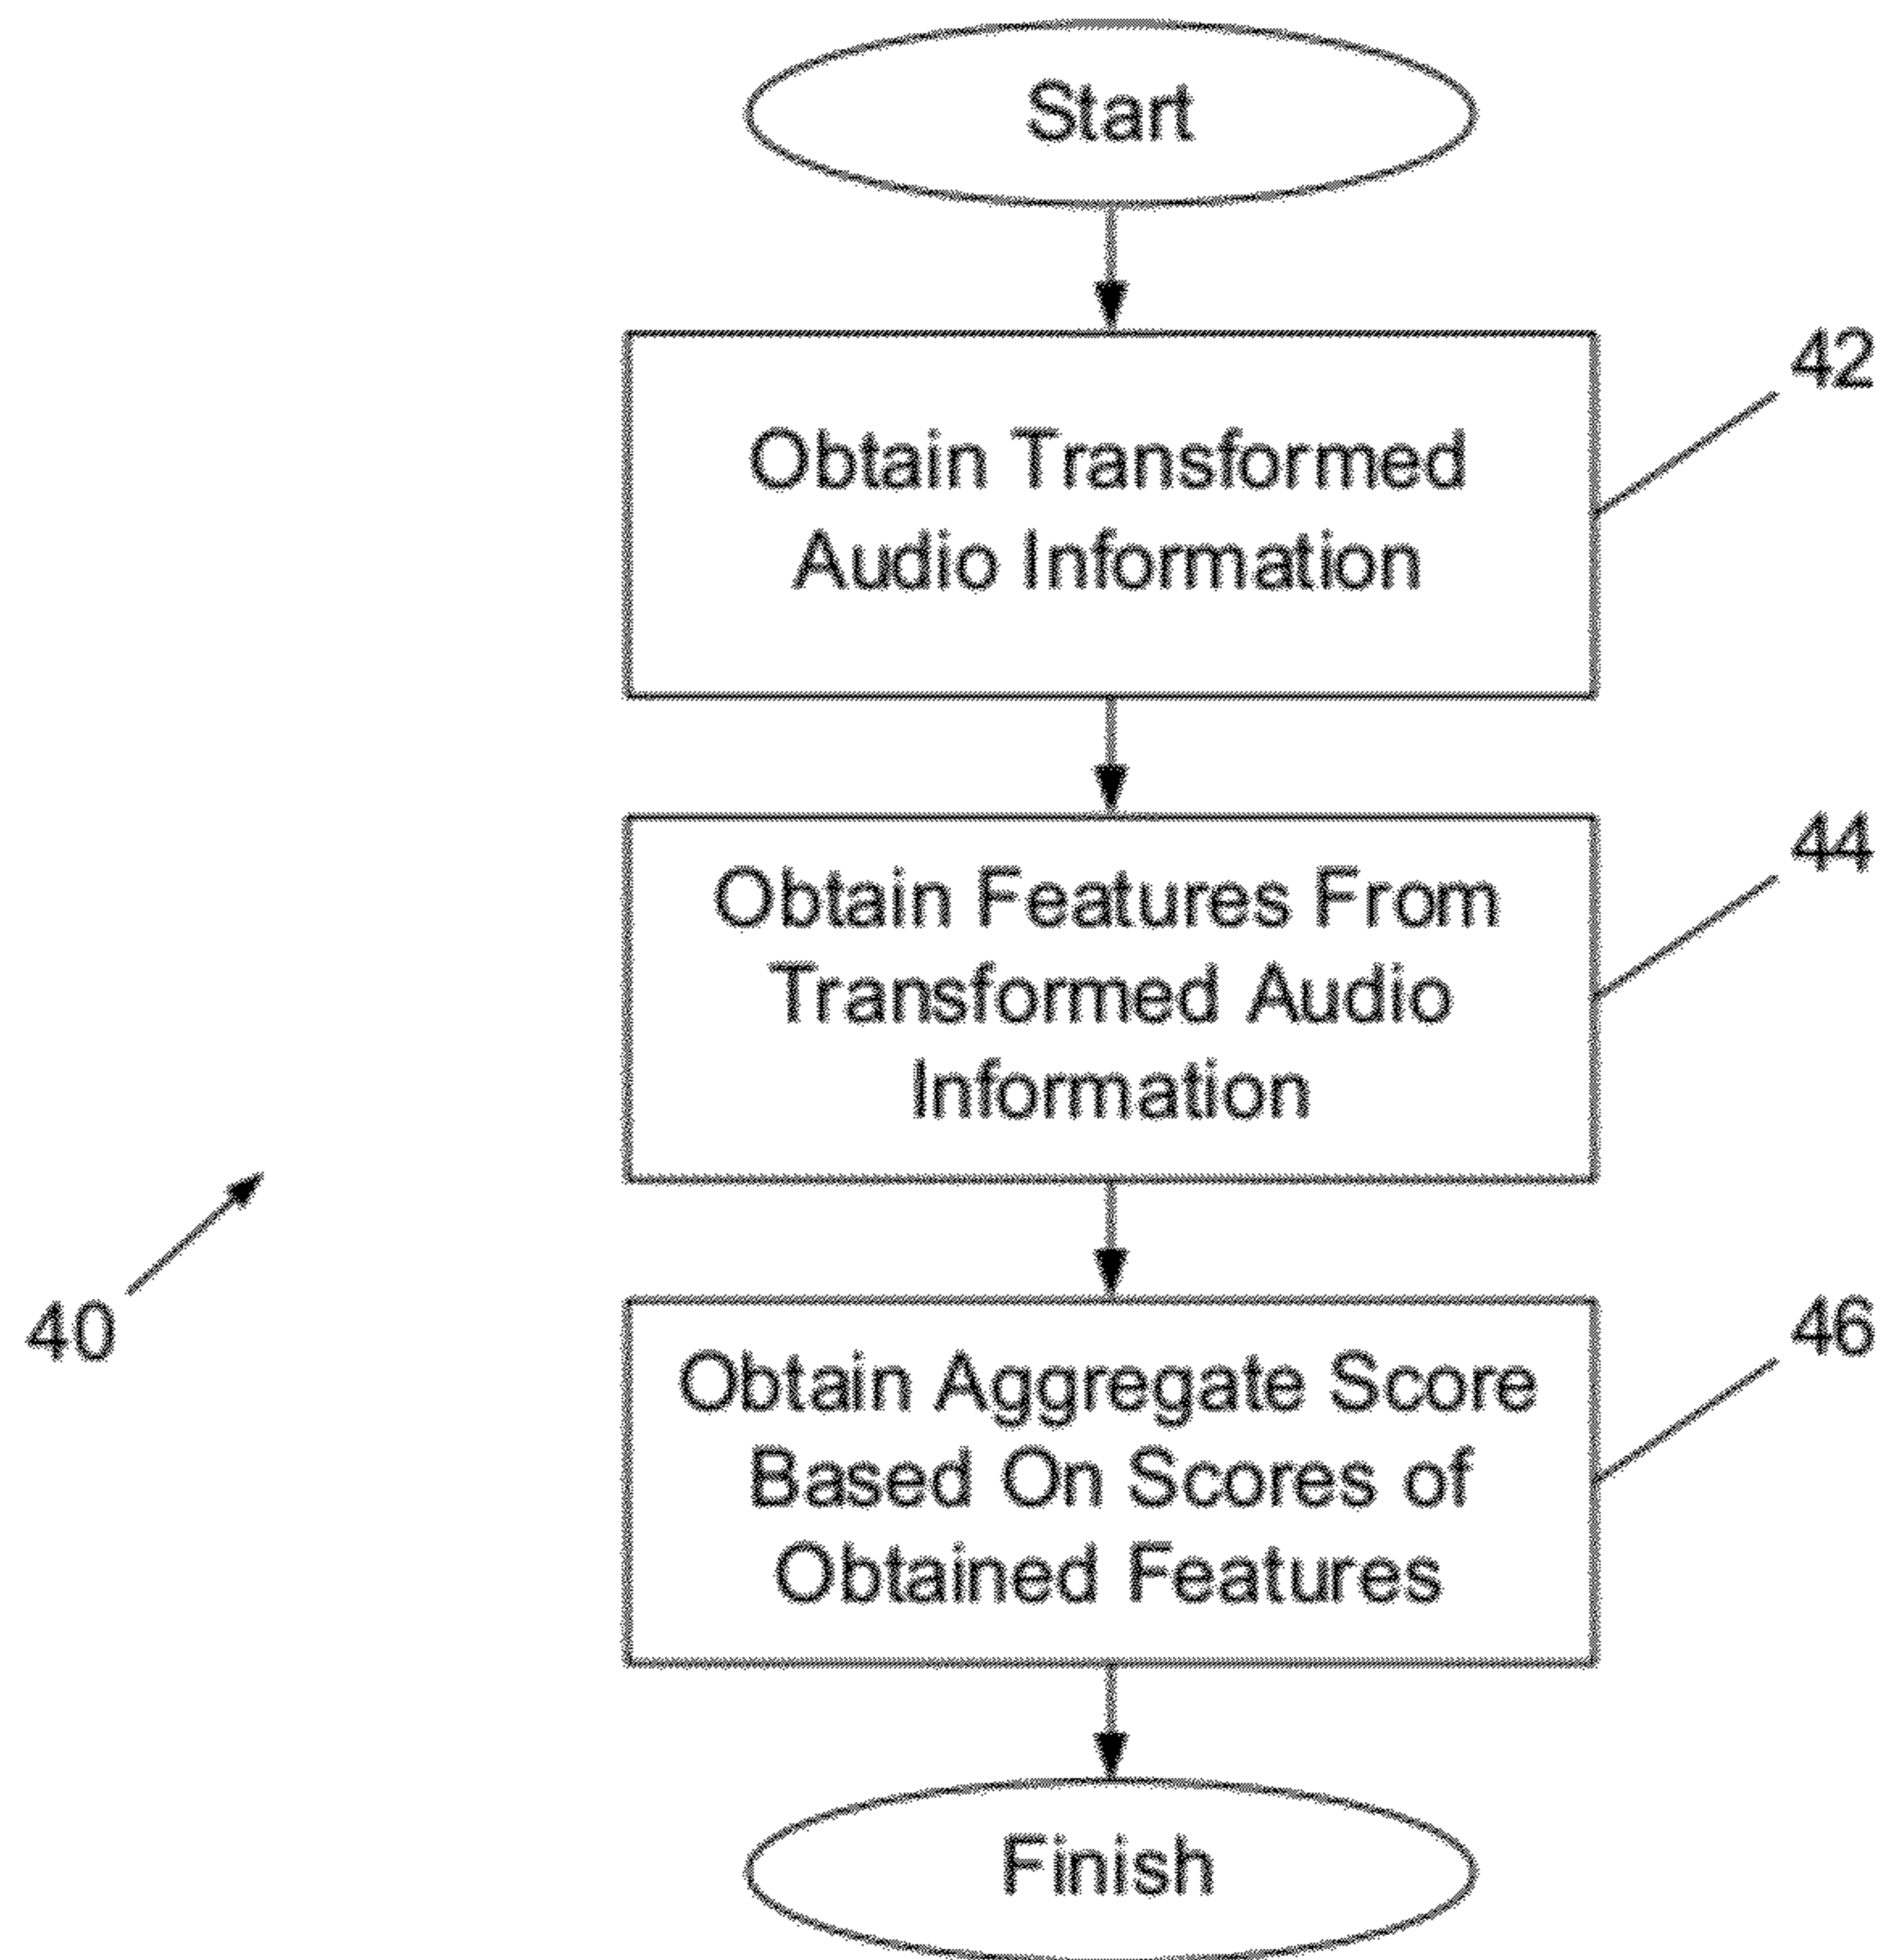 Start
42
Obtain Transformed
Audio Information
44
Obtain Features From
Transformed Audio
Information
40
46
Obtain Aggregate Score
Based On Scores of
Obtained Features
Finish